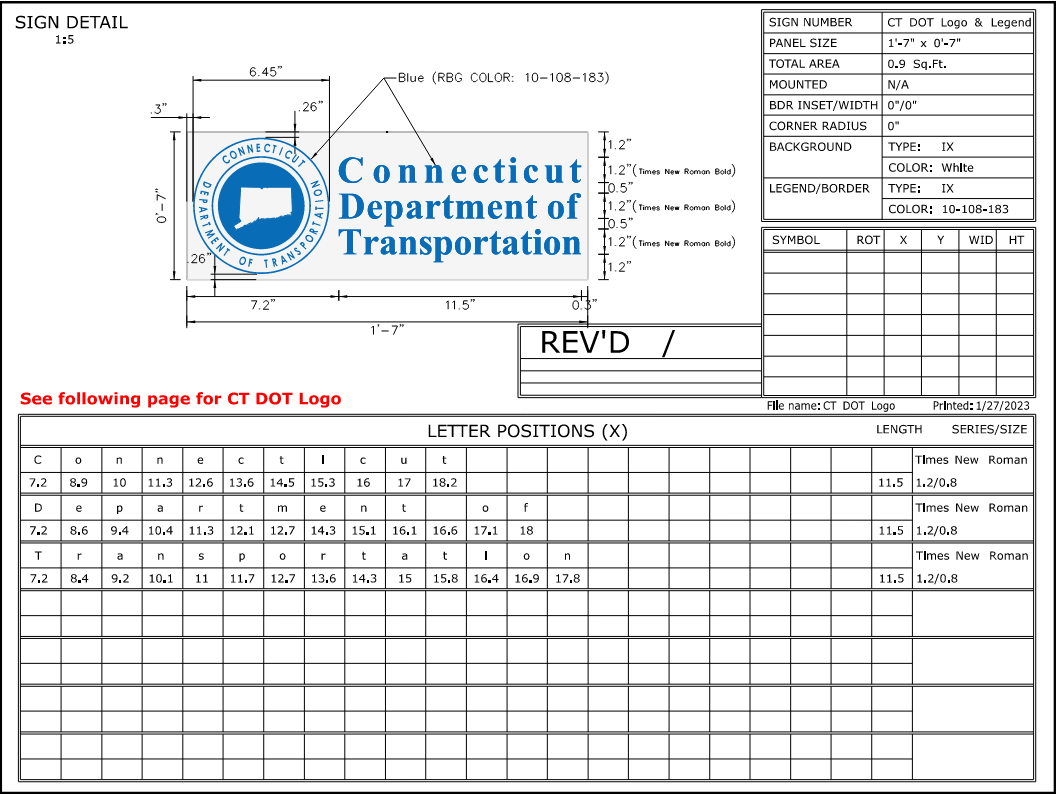 SIGN DETAIL
1:5
SIGN NUMBER CT DOT Logo & Legend
PANEL SIZE 1'-7" x 0'-7"
TOTAL AREA 0.9 Sq.Ft.
MOUNTED N/A
BDR INSET/WIDTH 0"/0"
CORNER RADIUS 0"
BACKGROUND TYPE: IX
COLOR: White
LEGEND/BORDER TYPE: IX
COLOR: 10-108-183
SYMBOL ROT X Y WID HT
6.45"
Blue (RBG COLOR: 10-108-183)
.3"
.26"
0'-7"
CONNECTICUT
DEPARTMENT OF TRANSPORTATION
Connecticut
Department of
Transportation
1.2"
1.2"(Times New Roman Bold)
0.5"
1.2"(Times New Roman Bold)
0.5"
1.2"(Times New Roman Bold)
1.2"
.26"
7.2" 11.5" 0.3"
1'-7"
REV'D /
See following page for CT DOT Logo
File name: CT DOT Logo Printed: 1/27/2023
LETTER POSITIONS (X) LENGTH SERIES/SIZE
C o n n e c t i c u t Times New Roman
7.2 8.9 10 11.3 12.6 13.6 14.5 15.3 16 17 18.2 11.5 1.2/0.8
D e p a r t m e n t o f Times New Roman
7.2 8.6 9.4 10.4 11.3 12.1 12.7 14.3 15.1 16.1 16.6 17.1 18 11.5 1.2/0.8
T r a n s p o r t a t i o n Times New Roman
7.2 8.4 9.2 10.1 11 11.7 12.7 13.6 14.3 15 15.8 16.4 16.9 17.8 11.5 1.2/0.8